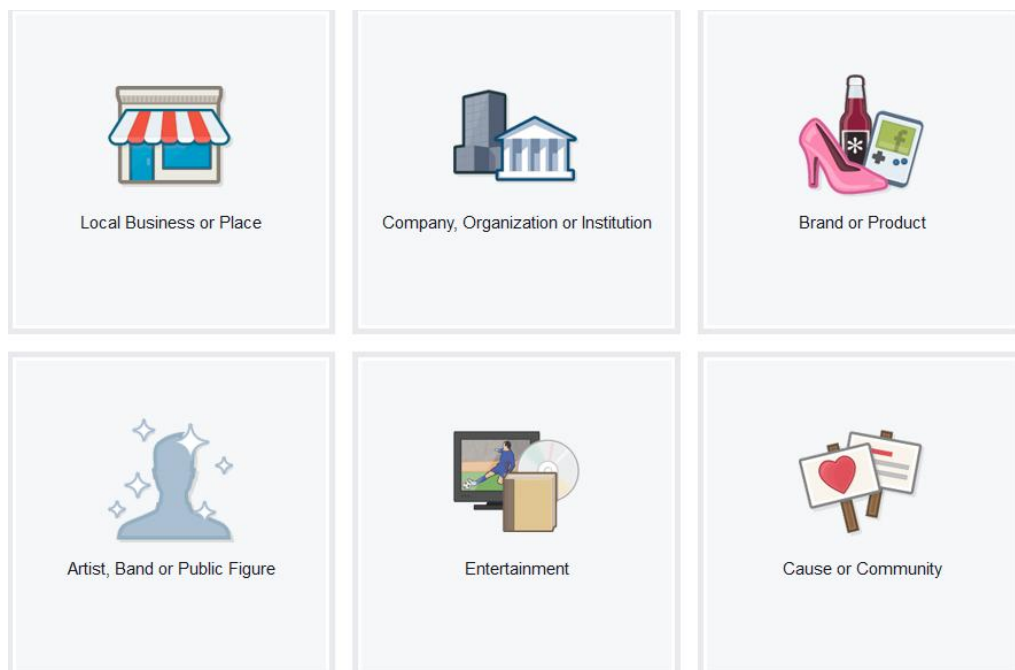 Local Business or Place
Company, Organization or Institution
Brand or Product
Artist, Band or Public Figure
Entertainment
Cause or Community